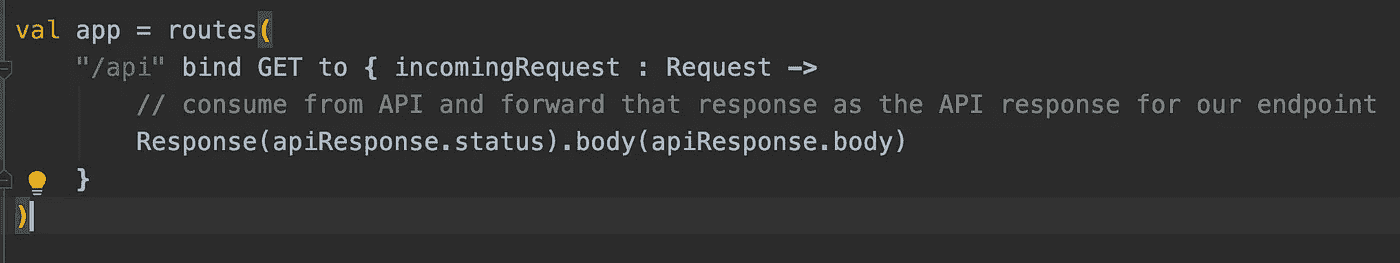 val app = routes(
    "/api" bind GET to { incomingRequest : Request ->
        // consume from API and forward that response as the API response for our endpoint
        Response(apiResponse.status).body(apiResponse.body)
    }
)